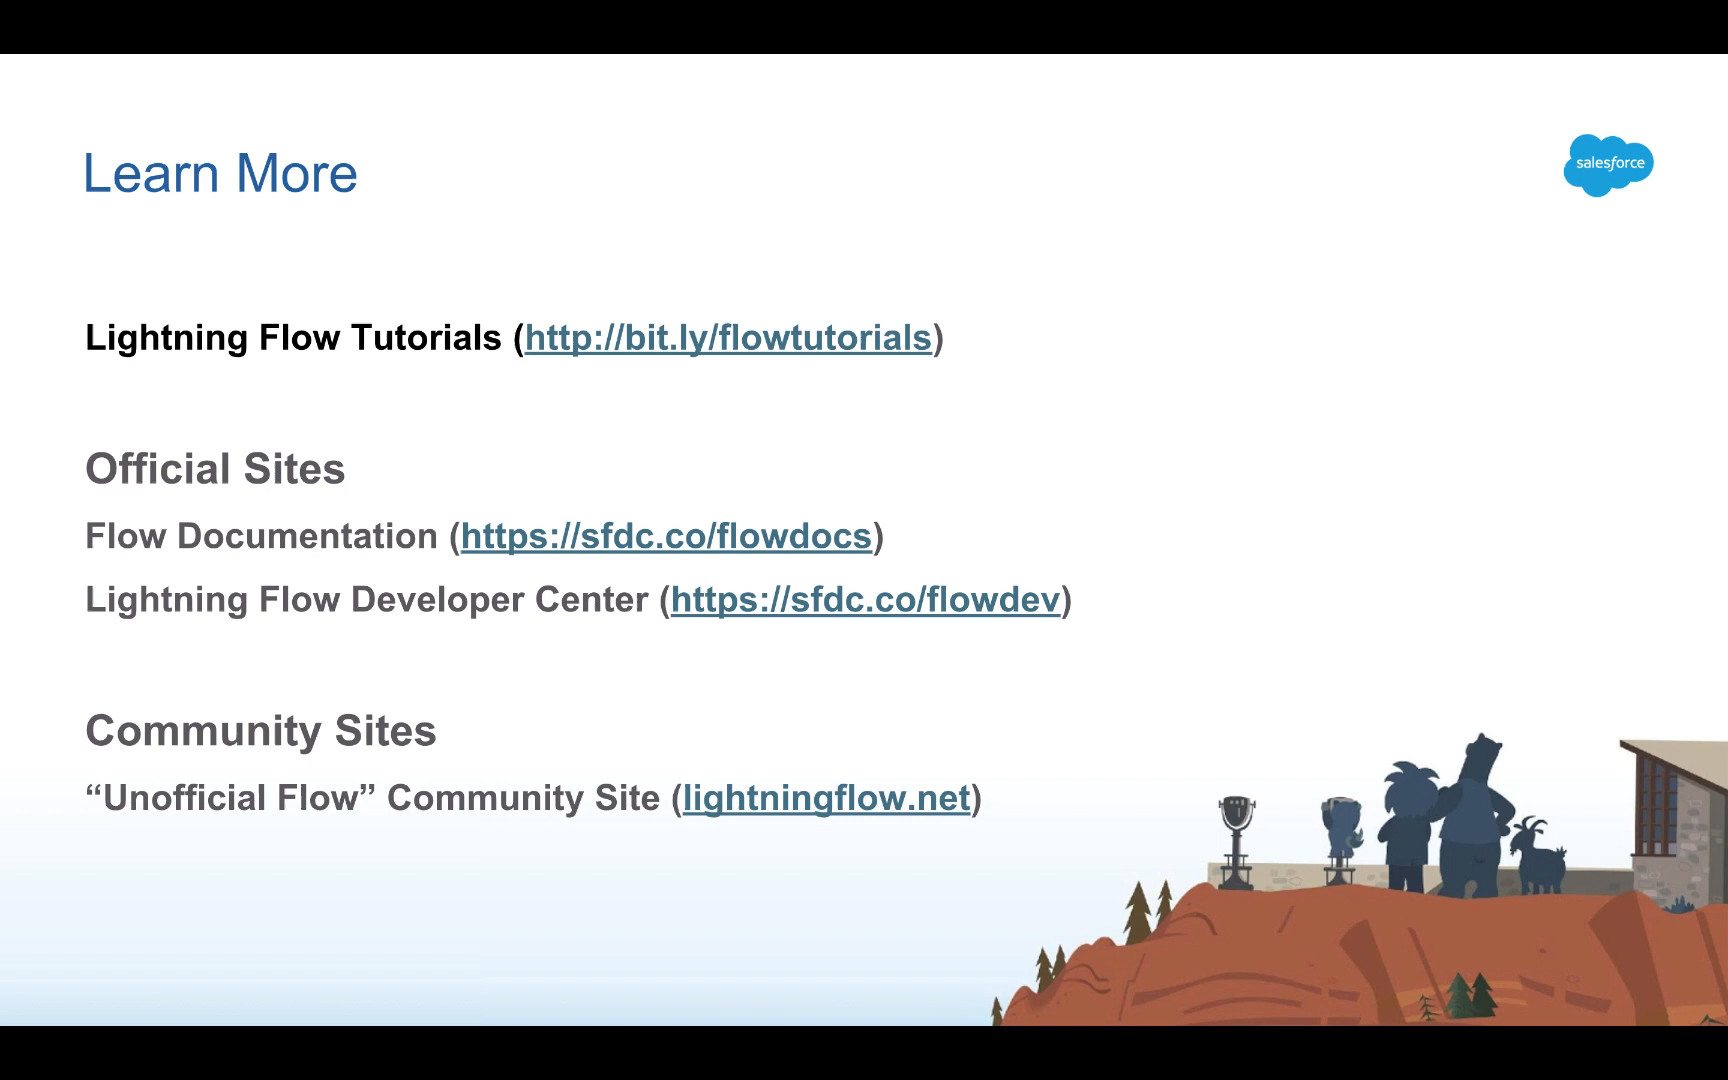 Learn More
salesforce
Lightning Flow Tutorials (http://bit.ly/flowtutorials)
Official Sites
Flow Documentation (https://sfdc.co/flowdocs)
Lightning Flow Developer Center (https://sfdc.co/flowdev)
Community Sites
“Unofficial Flow” Community Site (lightningflow.net)